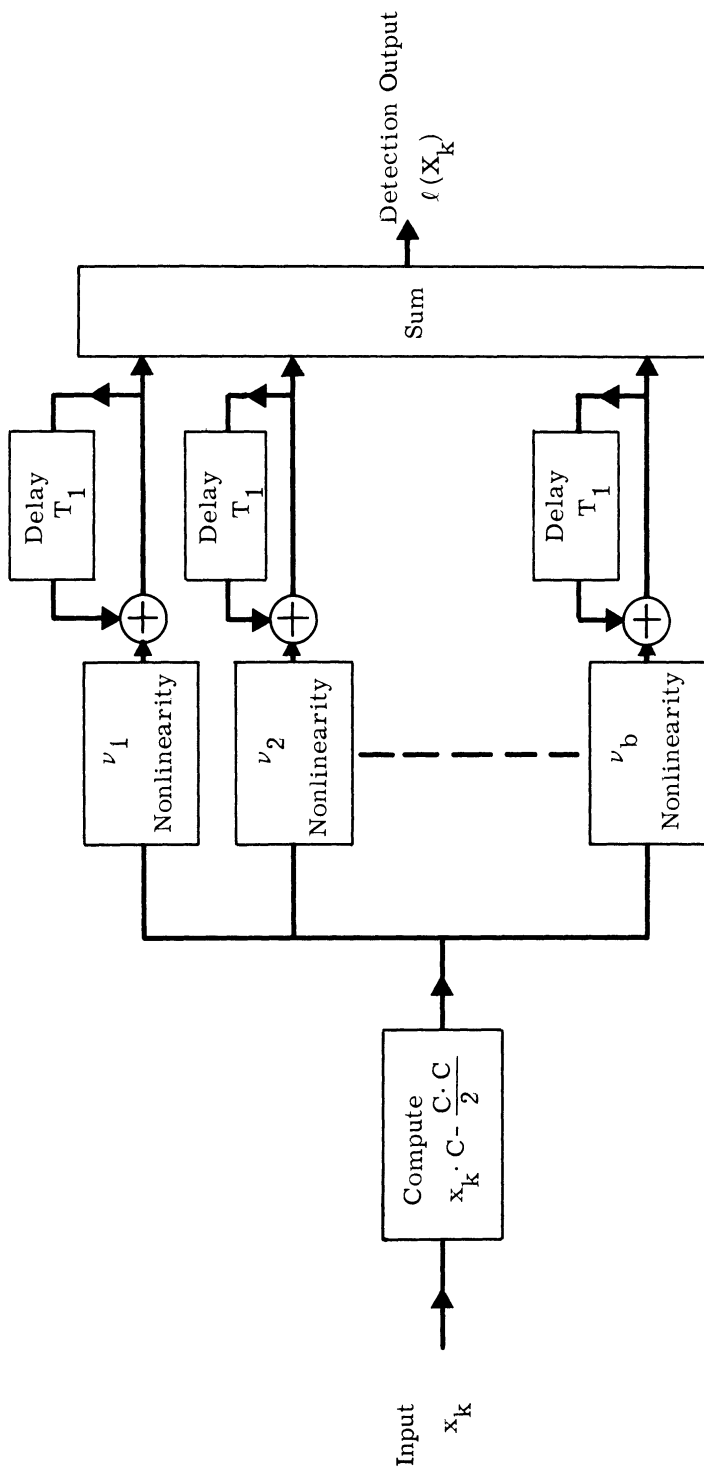 Input
x_k
Compute
x_k · C - C · C / 2
ν_1
Nonlinearity
Delay
T_1
ν_2
Nonlinearity
Delay
T_1
ν_b
Nonlinearity
Delay
T_1
Sum
Detection Output
ℓ(X_k)